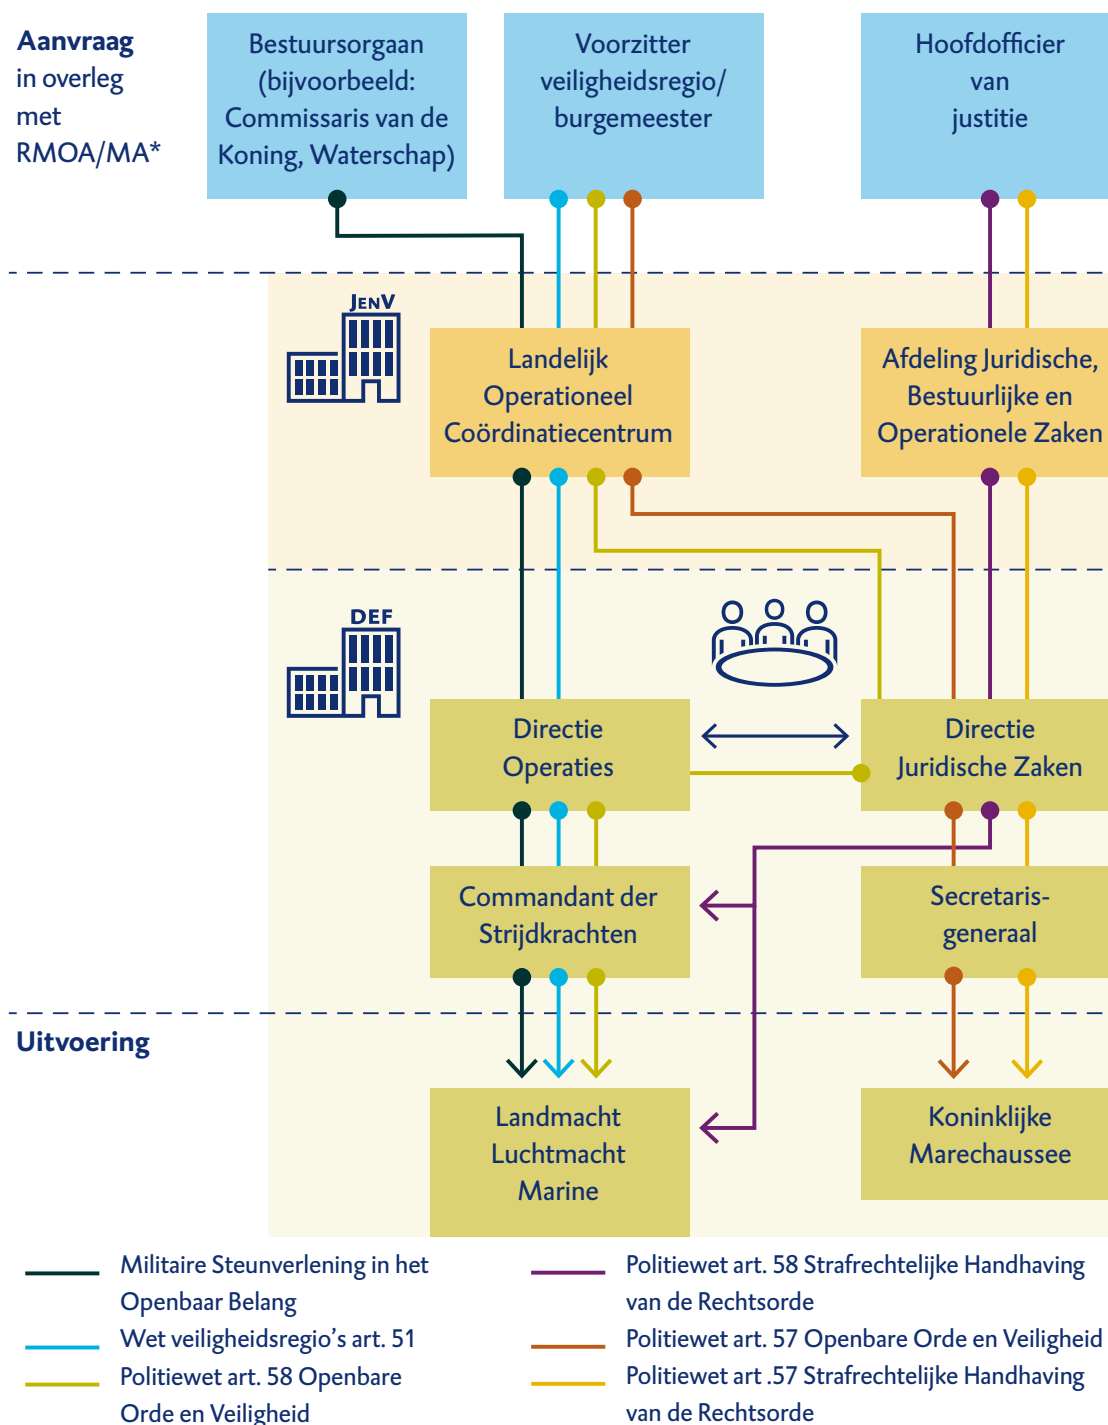 Aanvraag
in overleg
met
RMOA/MA*
Bestuursorgaan
(bijvoorbeeld:
Commissaris van de
Koning, Waterschap)
Voorzitter
veiligheidsregio/
burgemeester
Hoofdofficier
van
justitie
JENV
Landelijk
Operationeel
Coördinatiecentrum
Afdeling Juridische,
Bestuurlijke en
Operationele Zaken
DEF
Directie
Operaties
Directie
Juridische Zaken
Commandant der
Strijdkrachten
Secretaris-
generaal
Uitvoering
Landmacht
Luchtmacht
Marine
Koninklijke
Marechaussee
Militaire Steunverlening in het
Openbaar Belang
Wet veiligheidsregio's art. 51
Politiewet art. 58 Openbare
Orde en Veiligheid
Politiewet art. 58 Strafrechtelijke Handhaving
van de Rechtsorde
Politiewet art. 57 Openbare Orde en Veiligheid
Politiewet art .57 Strafrechtelijke Handhaving
van de Rechtsorde